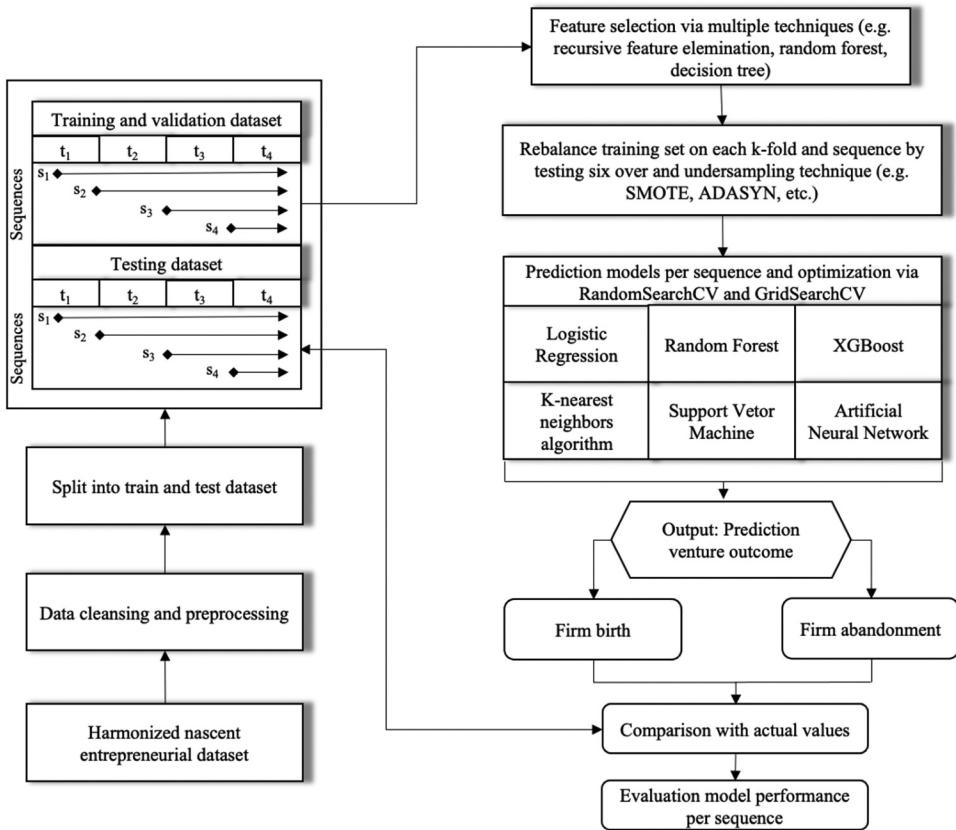 Feature selection via multiple techniques (e.g.
recursive feature elemination, random forest,
decision tree)
Rebalance training set on each k-fold and sequence by
testing six over and undersampling technique (e.g.
SMOTE, ADASYN, etc.)
Prediction models per sequence and optimization via
RandomSearchCV and GridSearchCV
Logistic
Regression
Random Forest
XGBoost
K-nearest
neighbors
algorithm
Support Vetor
Machine
Artificial
Neural Network
Output: Prediction
venture outcome
Firm birth
Firm abandonment
Comparison with actual values
Evaluation model performance
per sequence
Sequences
Training and validation dataset
t₁ t₂ t₃ t₄
s₁
s₂
s₃
s₄
Sequences
Testing dataset
t₁ t₂ t₃ t₄
s₁
s₂
s₃
s₄
Split into train and test dataset
Data cleansing and preprocessing
Harmonized nascent
entrepreneurial dataset